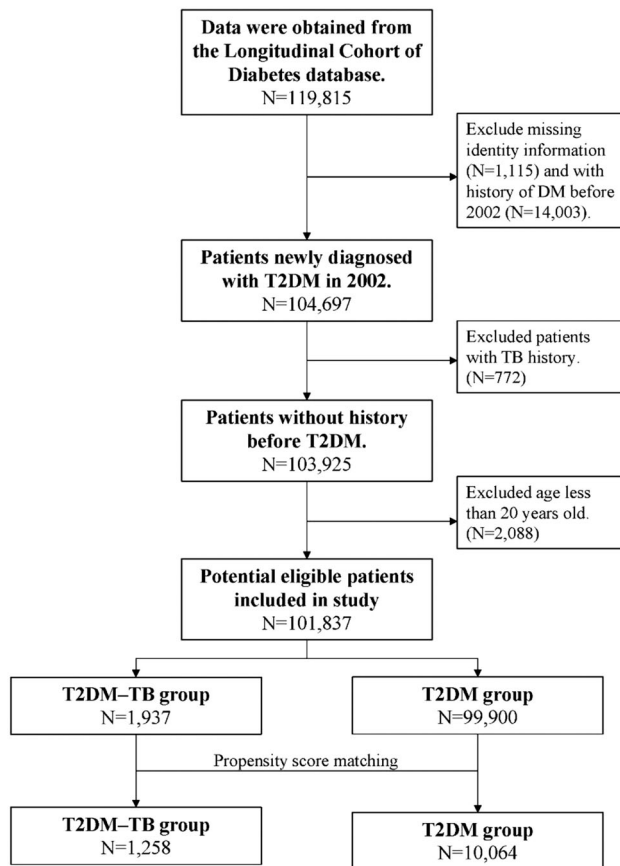 Data were obtained from
the Longitudinal Cohort of
Diabetes database.
N=119,815
Exclude missing
identity information
(N=1,115) and with
history of DM before
2002 (N=14,003).
Patients newly diagnosed
with T2DM in 2002.
N=104,697
Excluded patients
with TB history.
(N=772)
Patients without history
before T2DM.
N=103,925
Excluded age less
than 20 years old.
(N=2,088)
Potential eligible patients
included in study
N=101,837
T2DM–TB group
N=1,937
T2DM group
N=99,900
Propensity score matching
T2DM–TB group
N=1,258
T2DM group
N=10,064